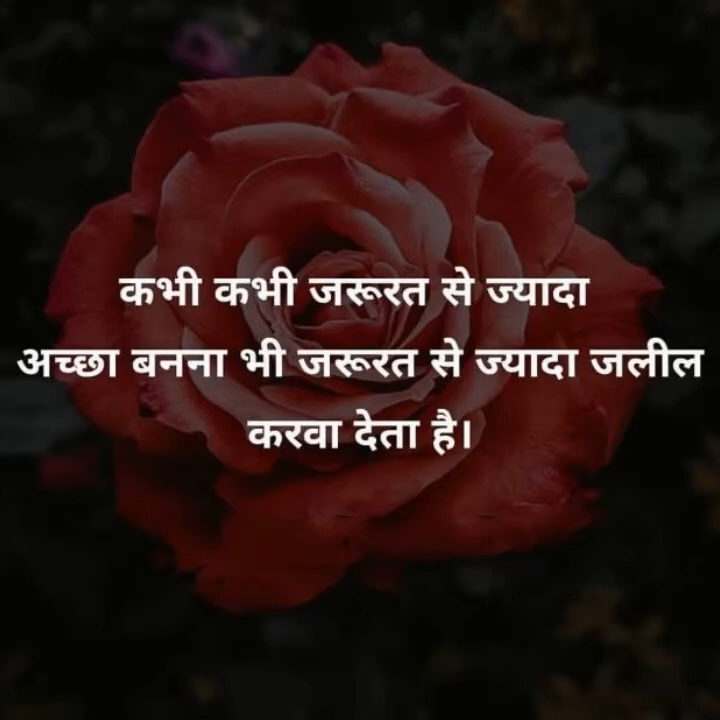 कभी कभी जरूरत से ज्यादा
अच्छा बनना भी जरूरत से ज्यादा जलील
करवा देता है।